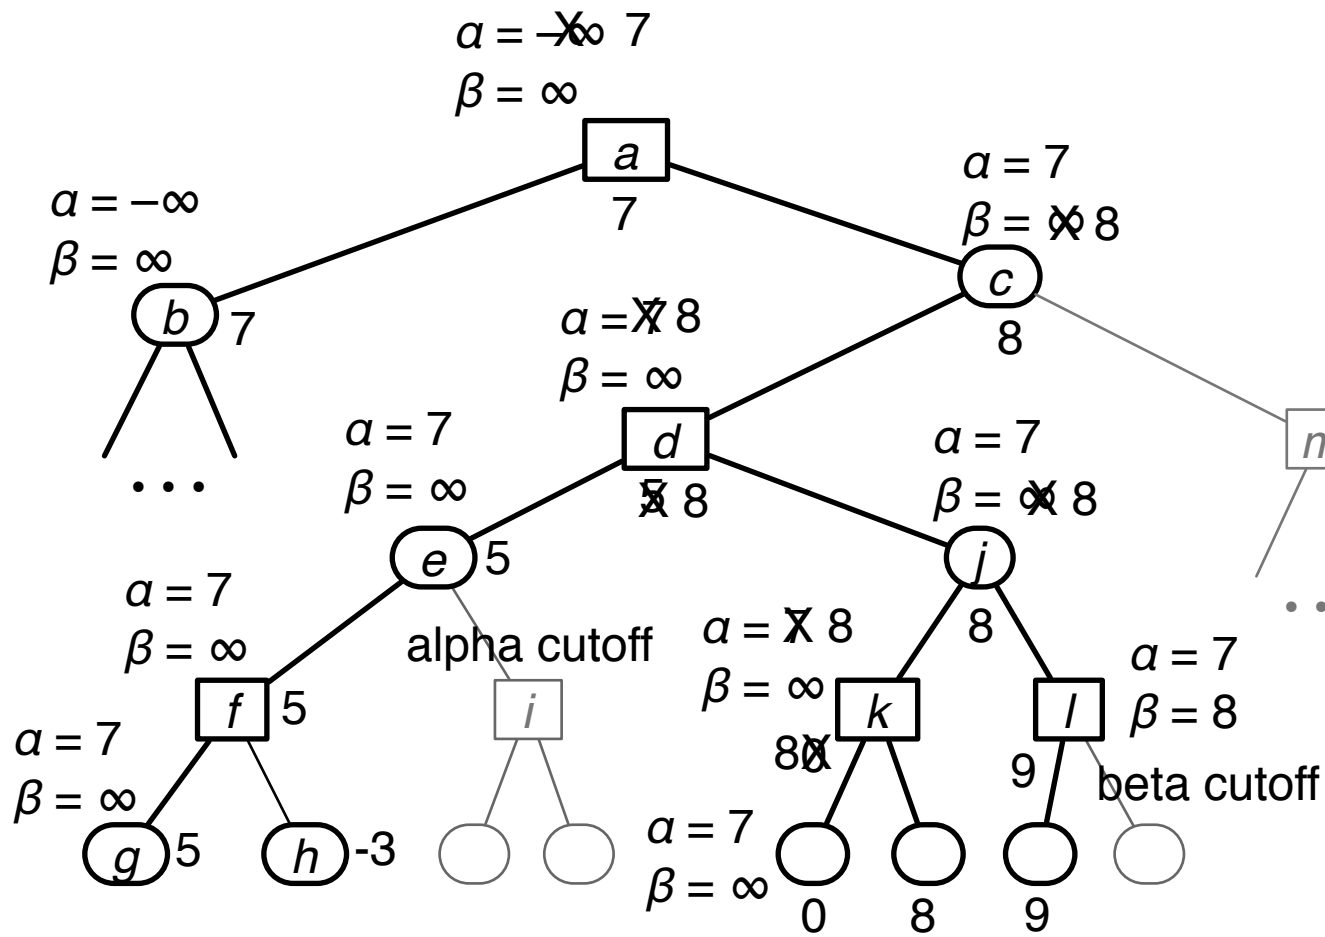 α = −∞ 7
β = ∞
a
7
α = −∞
β = ∞
b
7
. . .
α = 7
β = ∞ 8
c
8
α = 7 8
β = ∞
d
5 8
α = 7
β = ∞
e
5
α = 7
β = ∞ 8
j
8
α = 7
β = ∞
f
5
alpha cutoff
i
α = 7 8
β = ∞
k
8 0
l
α = 7
β = 8
9
beta cutoff
α = 7
β = ∞
g
5
h
-3
α = 7
β = ∞
0
8
9